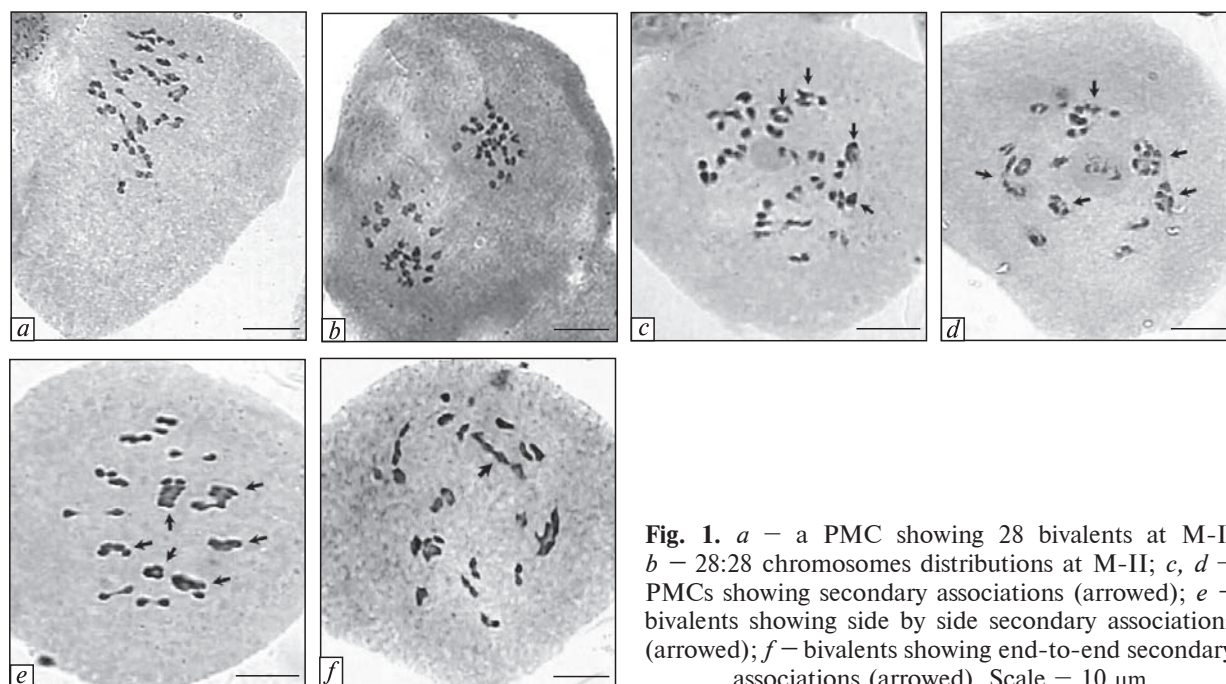 a
b
c
d
e
f
Fig. 1. a – a PMC showing 28 bivalents at M-I
b – 28:28 chromosomes distributions at M-II; c, d –
PMCs showing secondary associations (arrowed); e –
bivalents showing side by side secondary association
(arrowed); f – bivalents showing end-to-end secondary
associations (arrowed). Scale – 10 μm